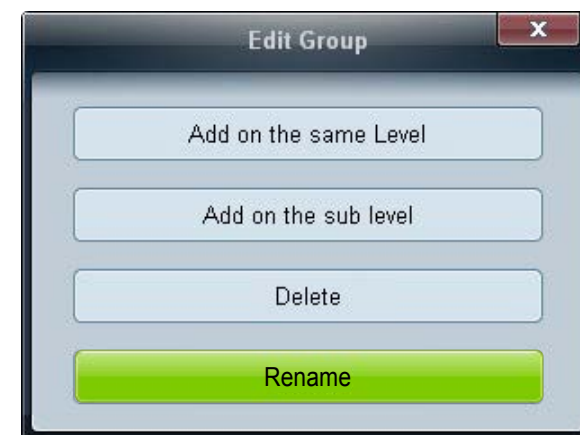 Edit Group
x
Add on the same Level
Add on the sub level
Delete
Rename